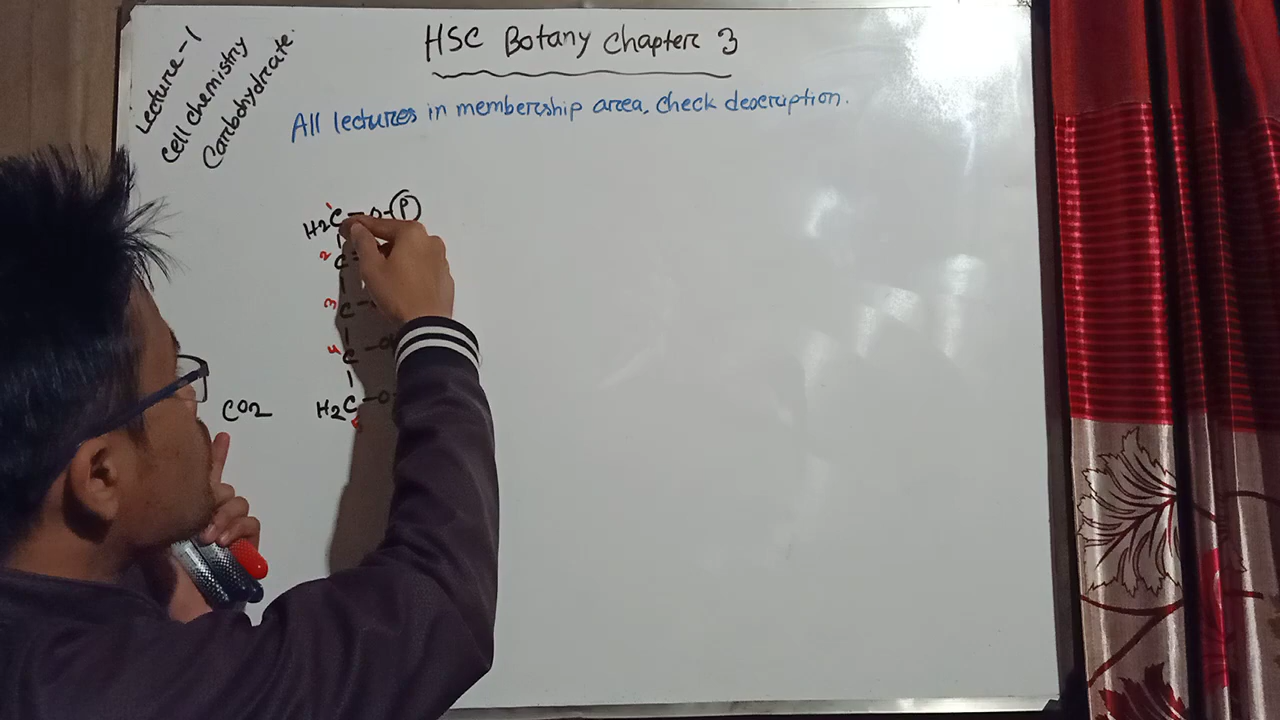 HSC Botany Chapter 3
Lecture-1
Cell chemistry
Carbohydrate.
All lectures in membership area, check description.
1
H2C-O-P
2 C
3 C -
4 C -O
CO2 H2C-O